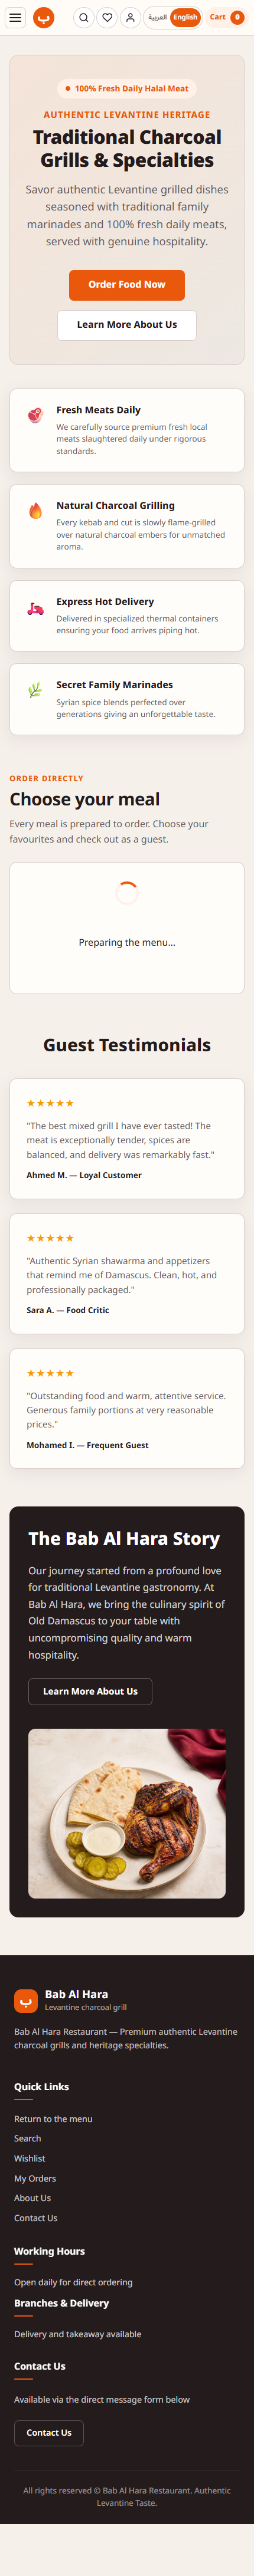 ب
العربية English Cart 0
100% Fresh Daily Halal Meat
AUTHENTIC LEVANTINE HERITAGE
Traditional Charcoal
Grills & Specialties
Savor authentic Levantine grilled dishes
seasoned with traditional family
marinades and 100% fresh daily meats,
served with genuine hospitality.
Order Food Now
Learn More About Us
Fresh Meats Daily
We carefully source premium fresh local
meats slaughtered daily under rigorous
standards.
Natural Charcoal Grilling
Every kebab and cut is slowly flame-grilled
over natural charcoal embers for unmatched
aroma.
Express Hot Delivery
Delivered in specialized thermal containers
ensuring your food arrives piping hot.
Secret Family Marinades
Syrian spice blends perfected over
generations giving an unforgettable taste.
ORDER DIRECTLY
Choose your meal
Every meal is prepared to order. Choose your
favourites and check out as a guest.
Preparing the menu...
Guest Testimonials
★★★★★
"The best mixed grill I have ever tasted! The
meat is exceptionally tender, spices are
balanced, and delivery was remarkably fast."
Ahmed M. — Loyal Customer
★★★★★
"Authentic Syrian shawarma and appetizers
that remind me of Damascus. Clean, hot, and
professionally packaged."
Sara A. — Food Critic
★★★★★
"Outstanding food and warm, attentive service.
Generous family portions at very reasonable
prices."
Mohamed I. — Frequent Guest
The Bab Al Hara Story
Our journey started from a profound love
for traditional Levantine gastronomy. At
Bab Al Hara, we bring the culinary spirit of
Old Damascus to your table with
uncompromising quality and warm
hospitality.
Learn More About Us
ب
Bab Al Hara
Levantine charcoal grill
Bab Al Hara Restaurant — Premium authentic Levantine
charcoal grills and heritage specialties.
Quick Links
Return to the menu
Search
Wishlist
My Orders
About Us
Contact Us
Working Hours
Open daily for direct ordering
Branches & Delivery
Delivery and takeaway available
Contact Us
Available via the direct message form below
Contact Us
All rights reserved © Bab Al Hara Restaurant. Authentic
Levantine Taste.